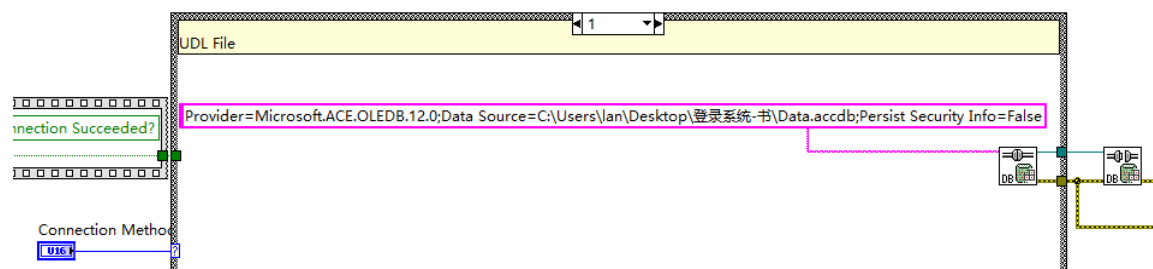 1
UDL File
Provider=Microsoft.ACE.OLEDB.12.0;Data Source=C:\Users\lan\Desktop\登录系统-书\Data.accdb;Persist Security Info=False
nnection Succeeded?
DB
DB
Connection Method
U16
?